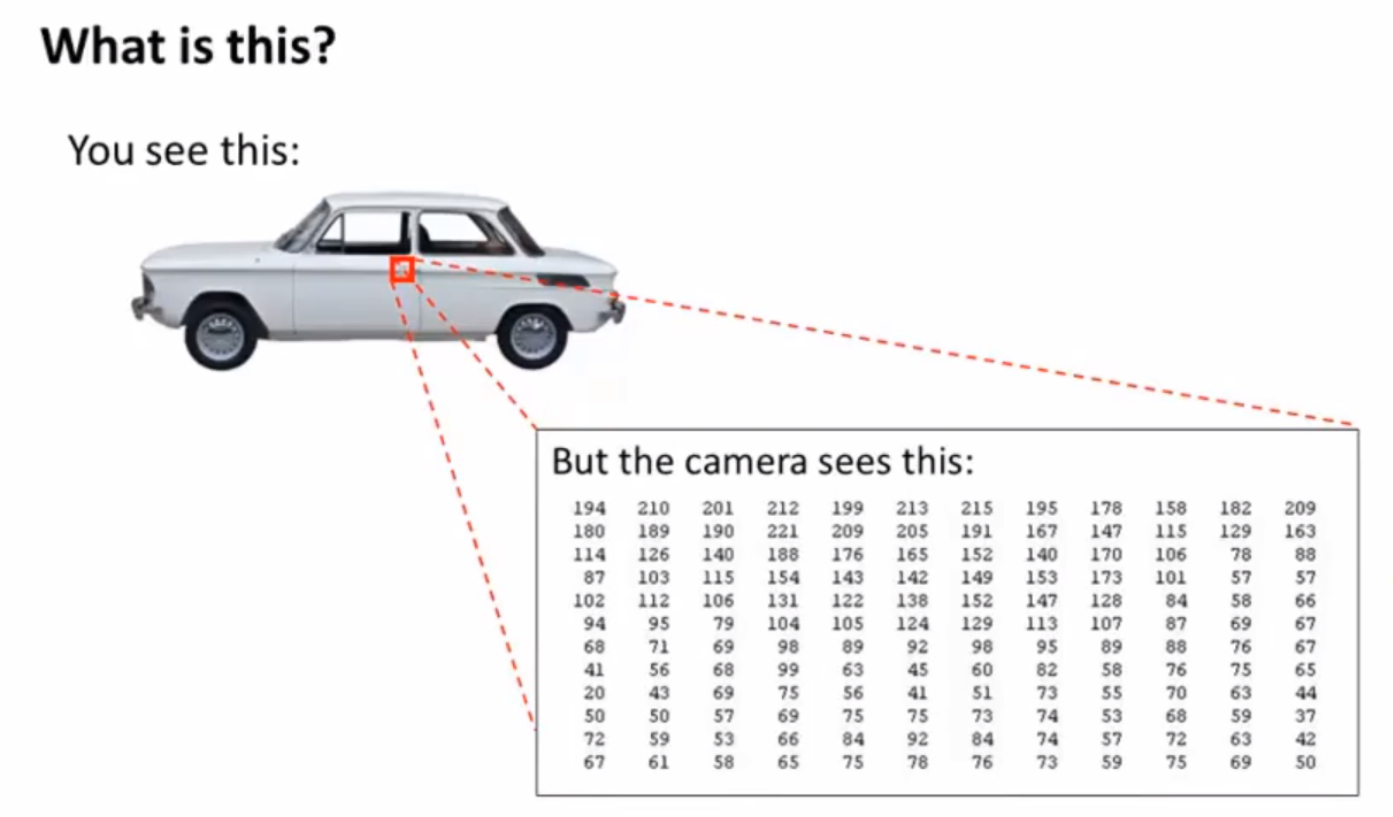 What is this?
You see this:
But the camera sees this:
194 210 201 212 199 213 215 195 178 158 182 209
180 189 190 221 209 205 191 167 147 115 129 163
114 126 140 188 176 165 152 140 170 106 78 88
87 103 115 154 143 142 149 153 173 101 57 57
102 112 106 131 122 138 152 147 128 84 58 66
94 95 79 104 105 124 129 113 107 87 69 67
68 71 69 98 89 92 98 95 89 88 76 67
41 56 68 99 63 45 60 82 58 76 75 65
20 43 69 75 56 41 51 73 55 70 63 44
50 50 57 69 75 75 73 74 53 68 59 37
72 59 53 66 84 92 84 74 57 72 63 42
67 61 58 65 75 78 76 73 59 75 69 50